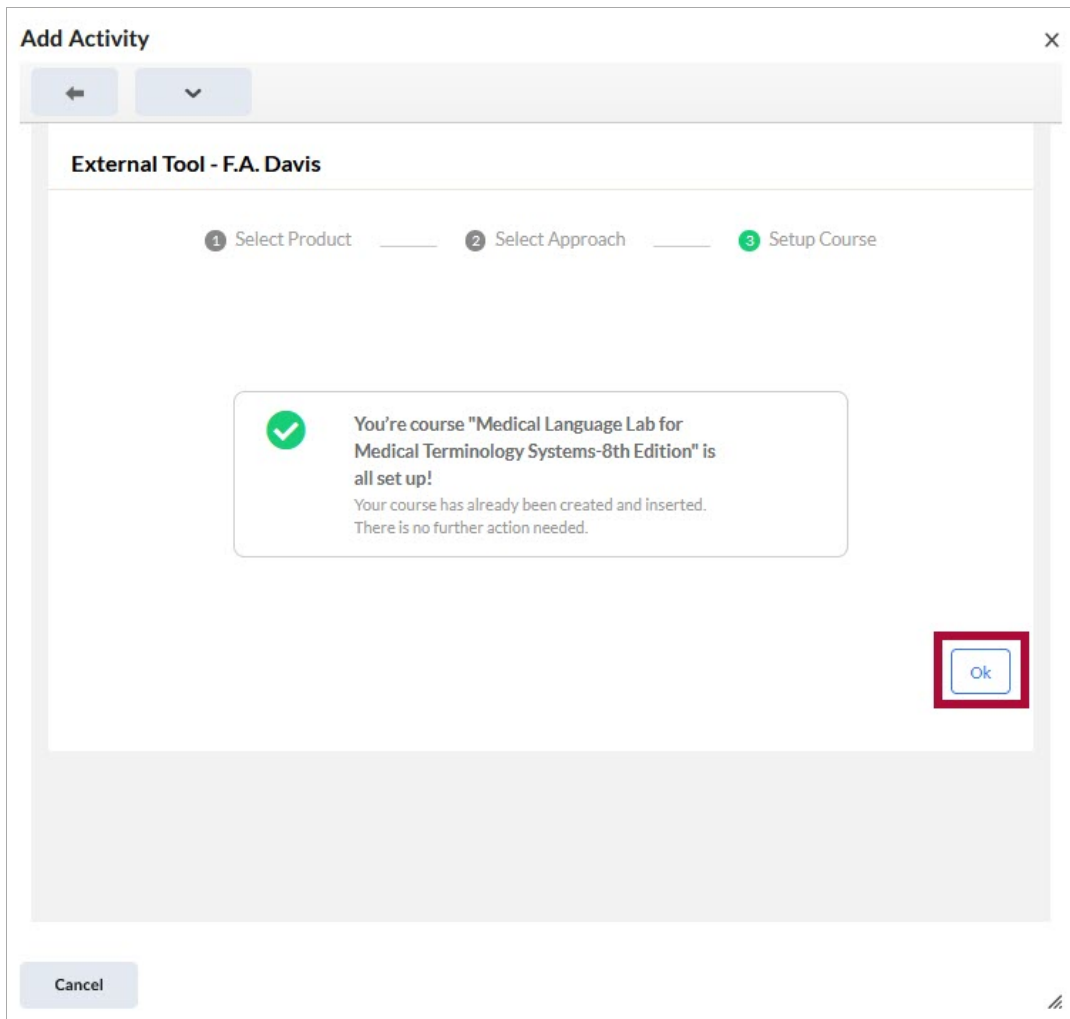 Add Activity
External Tool - F.A. Davis
1 Select Product 2 Select Approach 3 Setup Course
You're course "Medical Language Lab for
Medical Terminology Systems-8th Edition" is
all set up!
Your course has already been created and inserted.
There is no further action needed.
Ok
Cancel